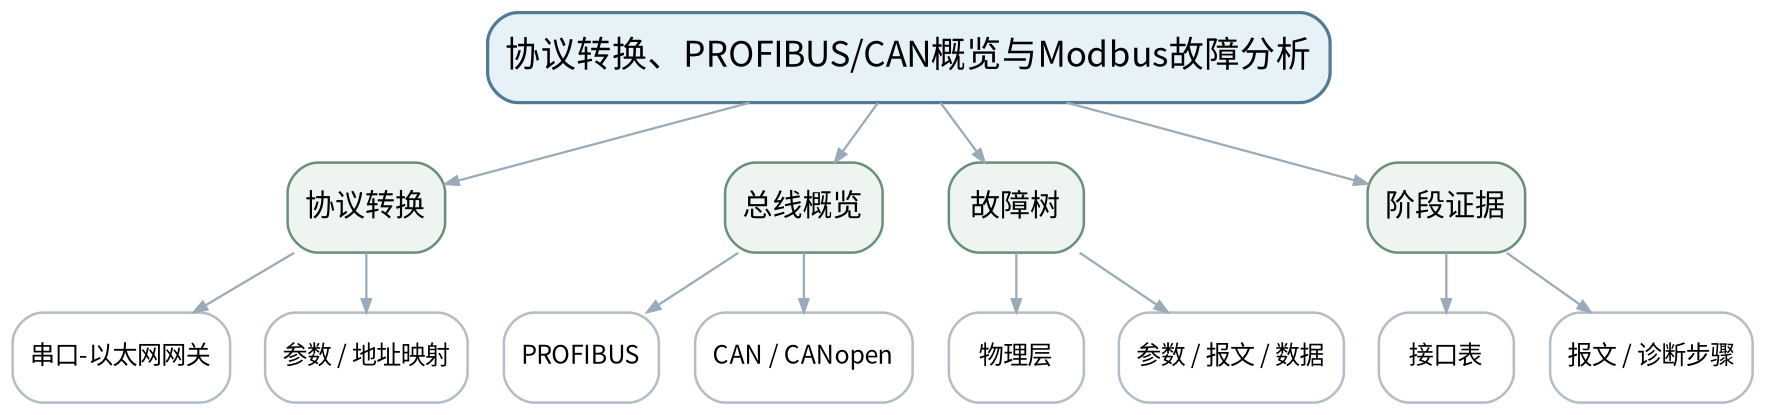 协议转换、PROFIBUS/CAN概览与Modbus故障分析
协议转换
总线概览
故障树
阶段证据
串口-以太网网关
参数 / 地址映射
PROFIBUS
CAN / CANopen
物理层
参数 / 报文 / 数据
接口表
报文 / 诊断步骤